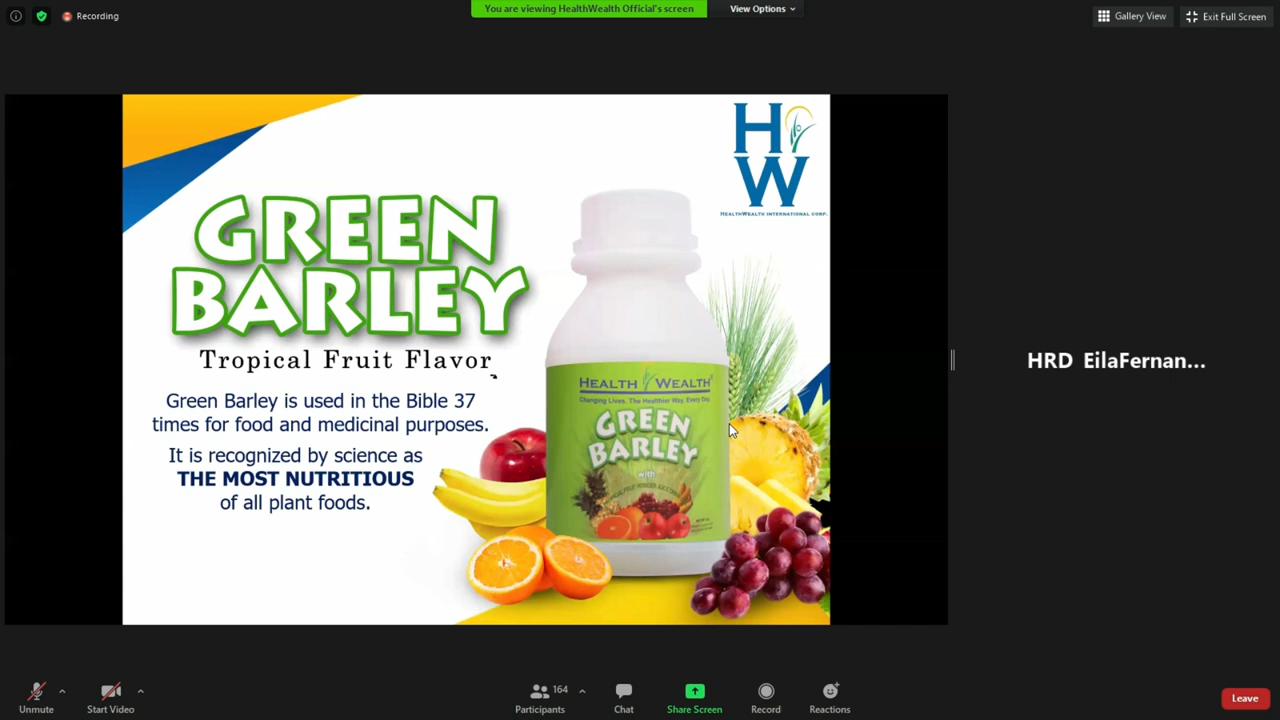 Recording
You are viewing HealthWealth Official's screen
View Options
Gallery View
Exit Full Screen
H
W
HEALTHWEALTH INTERNATIONAL CORP.
GREEN
BARLEY
Tropical Fruit Flavor
Green Barley is used in the Bible 37
times for food and medicinal purposes.
It is recognized by science as
THE MOST NUTRITIOUS
of all plant foods.
HEALTH WEALTH
Changing Lives. The Healthier Way, Every Day.
GREEN
BARLEY
with
HRD EilaFernan...
Unmute
Start Video
164
Participants
Chat
Share Screen
Record
Reactions
Leave